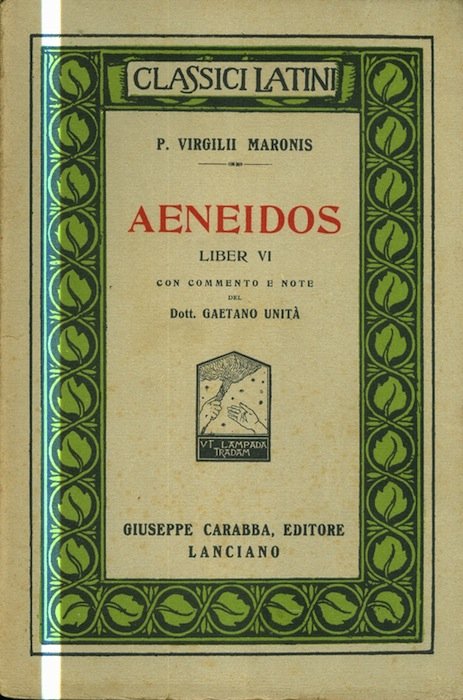 CLASSICI LATINI
P. VIRGILII MARONIS
AENEIDOS
LIBER VI
CON COMMENTO E NOTE
DEL
Dott. GAETANO UNITÀ
VT LAMPADA
TRADAM
GIUSEPPE CARABBA, EDITORE
LANCIANO